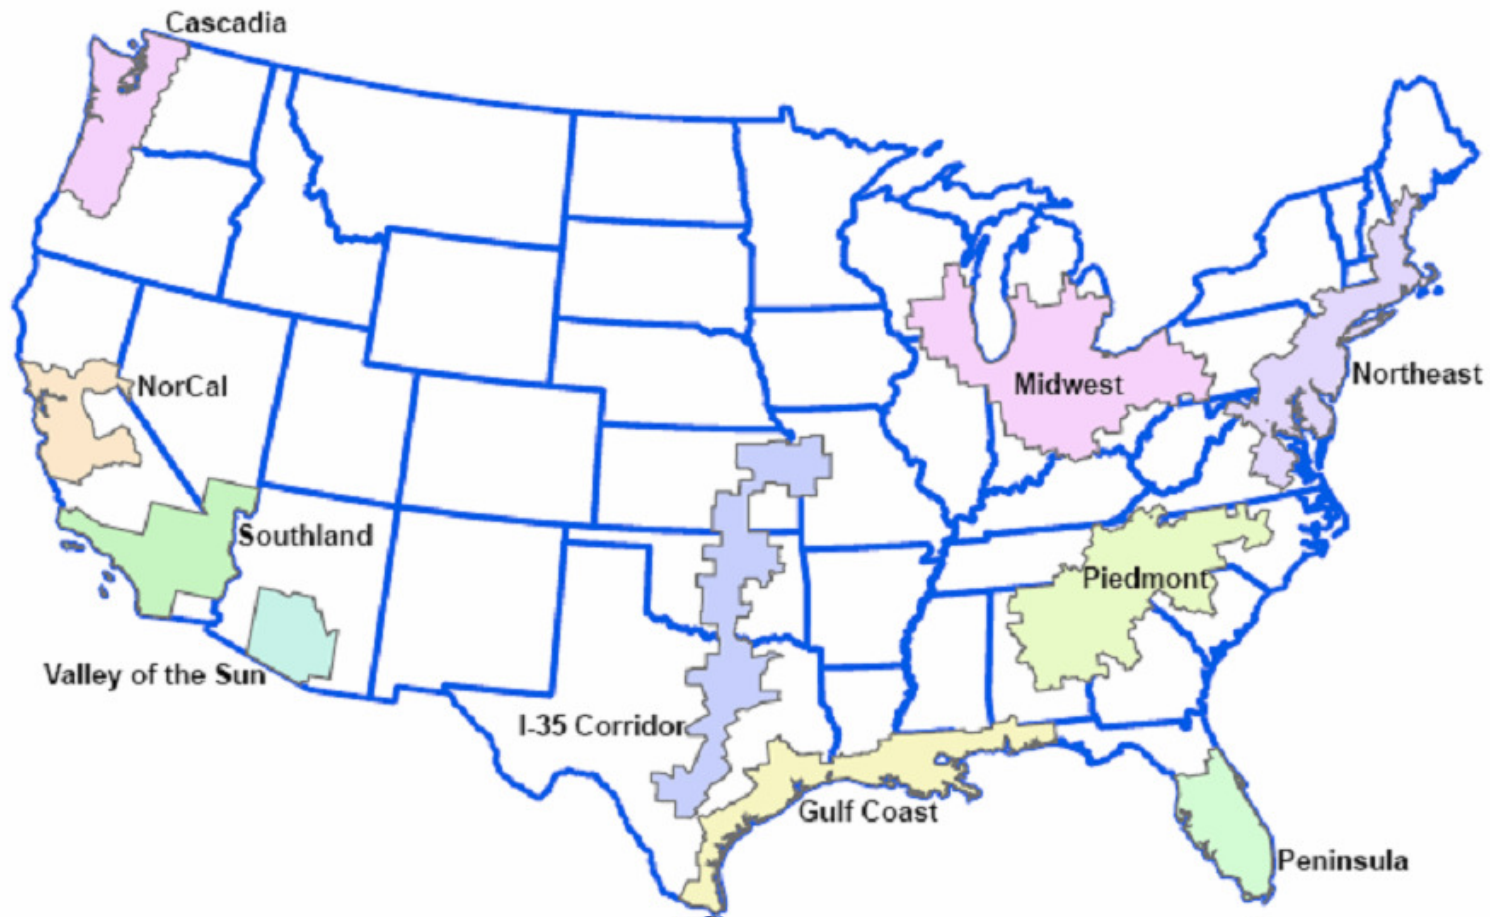 Cascadia
NorCal
Midwest
Northeast
Southland
Piedmont
Valley of the Sun
I-35 Corridor
Gulf Coast
Peninsula